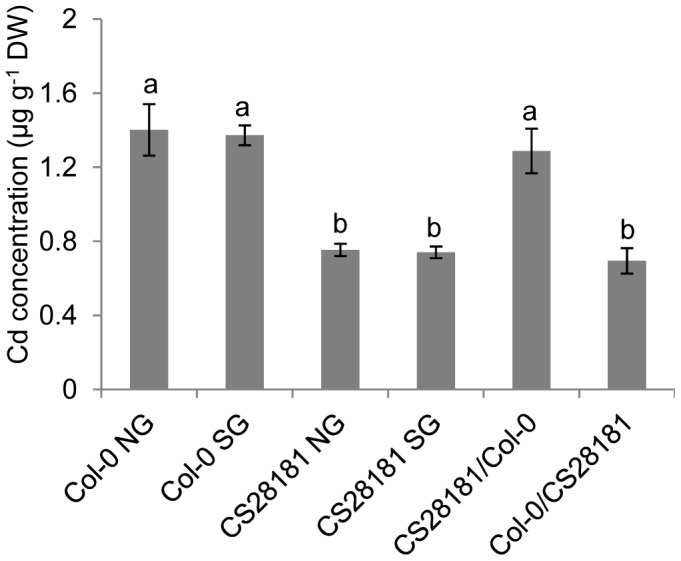 Cd concentration (µg g-1 DW)
2
1.6
1.2
0.8
0.4
0
a
a
b
b
a
b
Col-0 NG
Col-0 SG
CS28181 NG
CS28181 SG
CS28181/Col-0
Col-0/CS28181